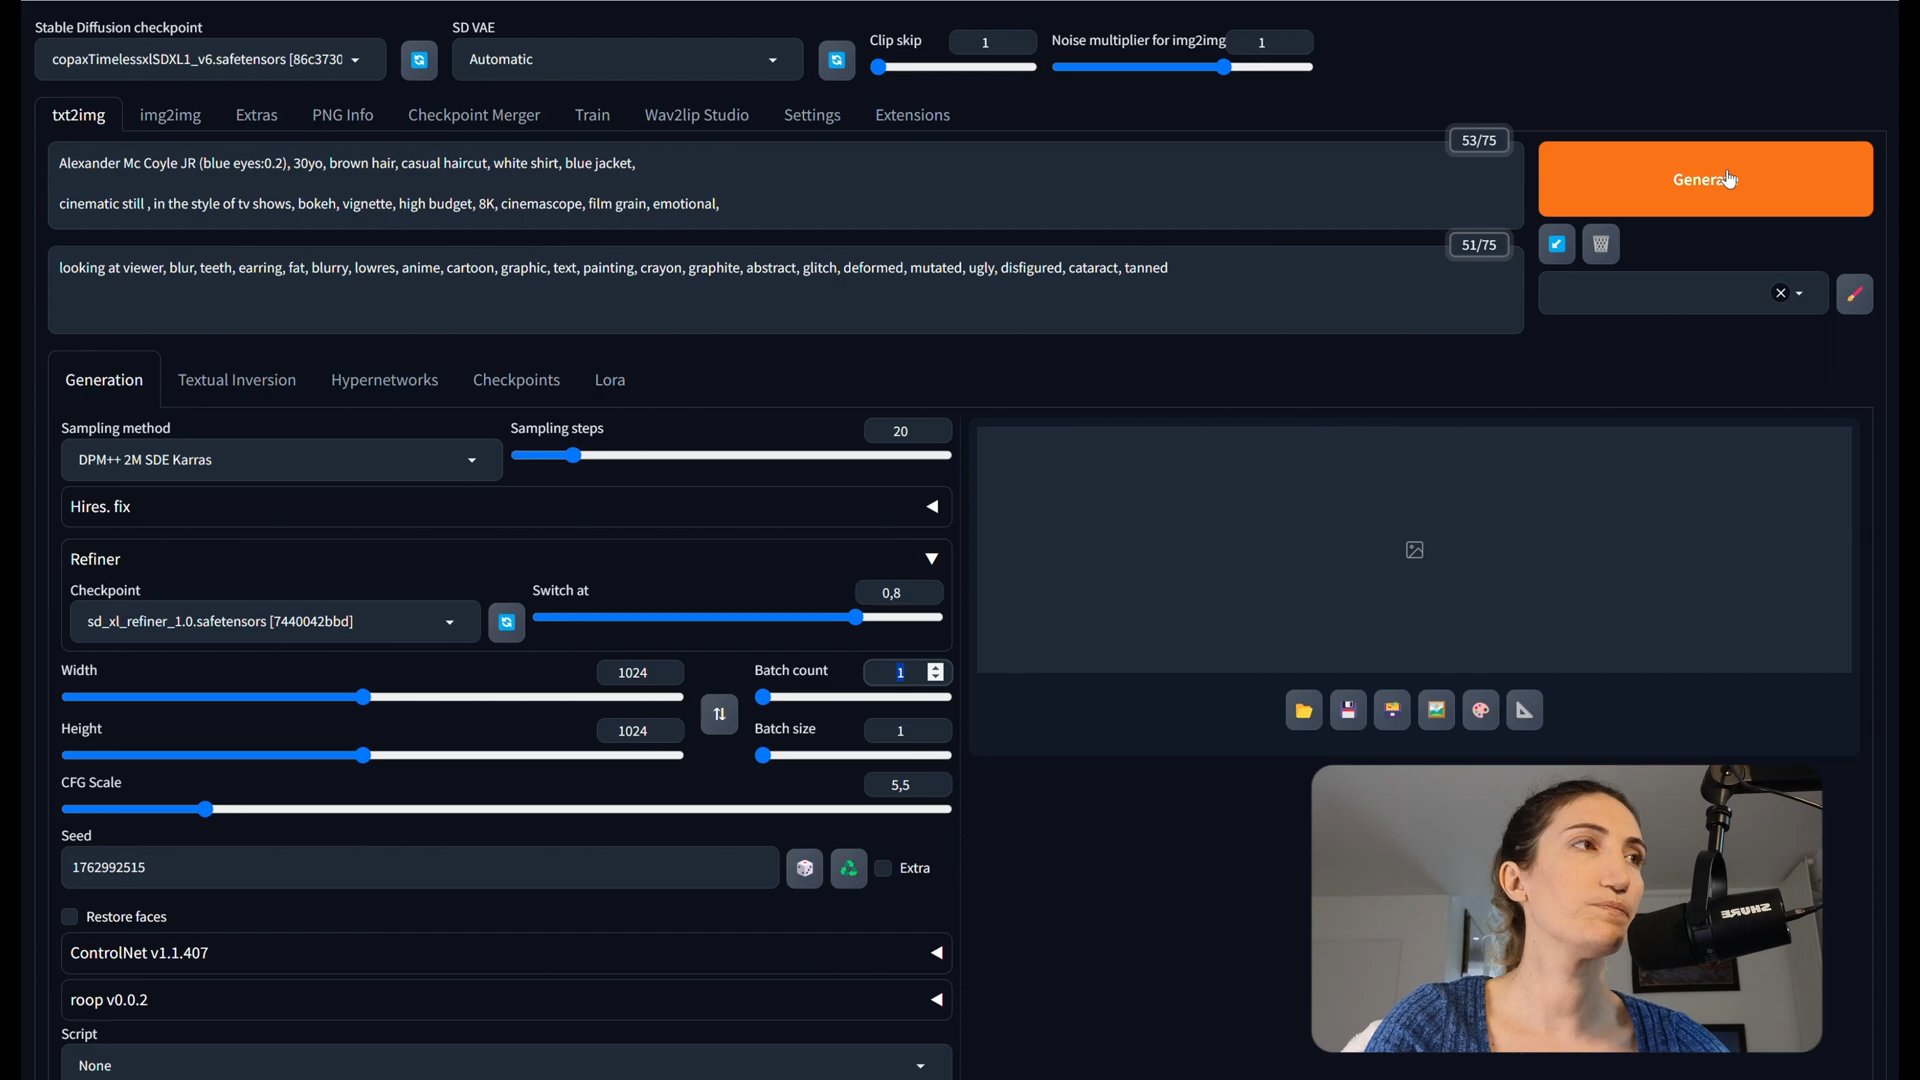 Stable Diffusion checkpoint
SD VAE
Clip skip
1
Noise multiplier for img2img
1
copaxTimelessxlSDXL1_v6.safetensors [86c3730
Automatic
txt2img
img2img
Extras
PNG Info
Checkpoint Merger
Train
Wav2lip Studio
Settings
Extensions
53/75
Alexander Mc Coyle JR (blue eyes:0.2), 30yo, brown hair, casual haircut, white shirt, blue jacket,
cinematic still , in the style of tv shows, bokeh, vignette, high budget, 8K, cinemascope, film grain, emotional,
Genera
51/75
looking at viewer, blur, teeth, earring, fat, blurry, lowres, anime, cartoon, graphic, text, painting, crayon, graphite, abstract, glitch, deformed, mutated, ugly, disfigured, cataract, tanned
Generation
Textual Inversion
Hypernetworks
Checkpoints
Lora
Sampling method
Sampling steps
20
DPM++ 2M SDE Karras
Hires. fix
Refiner
Checkpoint
Switch at
0,8
sd_xl_refiner_1.0.safetensors [7440042bbd]
Width
1024
Batch count
1
Height
1024
Batch size
1
CFG Scale
5,5
Seed
1762992515
Extra
Restore faces
ControlNet v1.1.407
roop v0.0.2
Script
None
SHURE